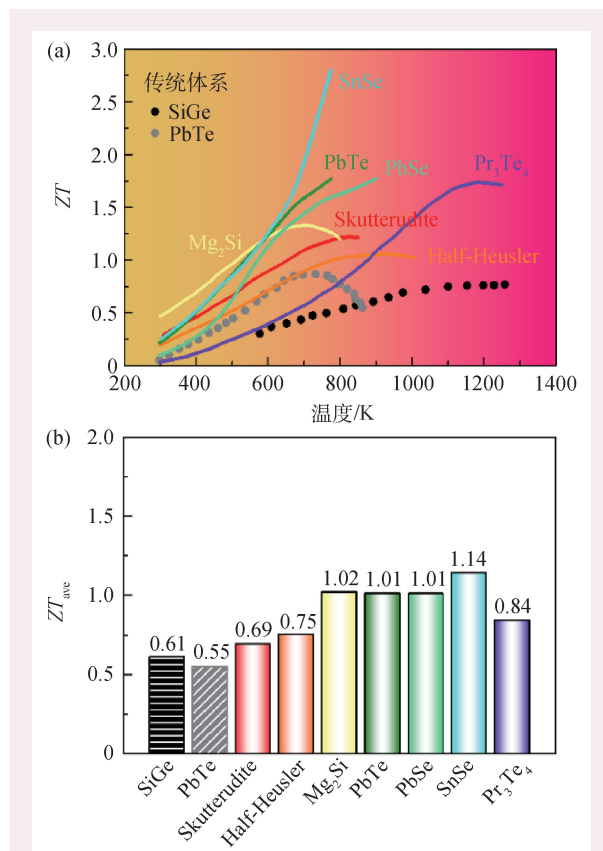 (a)
3.0
2.5
2.0
1.5
1.0
0.5
0
ZT
传统体系
SiGe
PbTe
SnSe
PbTe
PbSe
Pr₃Te₄
Mg₂Si
Skutterudite
Half-Heusler
200 400 600 800 1000 1200 1400
温度/K
(b)
2.0
1.5
1.0
0.5
0
ZTave
0.61 0.55 0.69 0.75 1.02 1.01 1.01 1.14 0.84
SiGe PbTe Skutterudite Half-Heusler Mg₂Si PbTe PbSe SnSe Pr₃Te₄